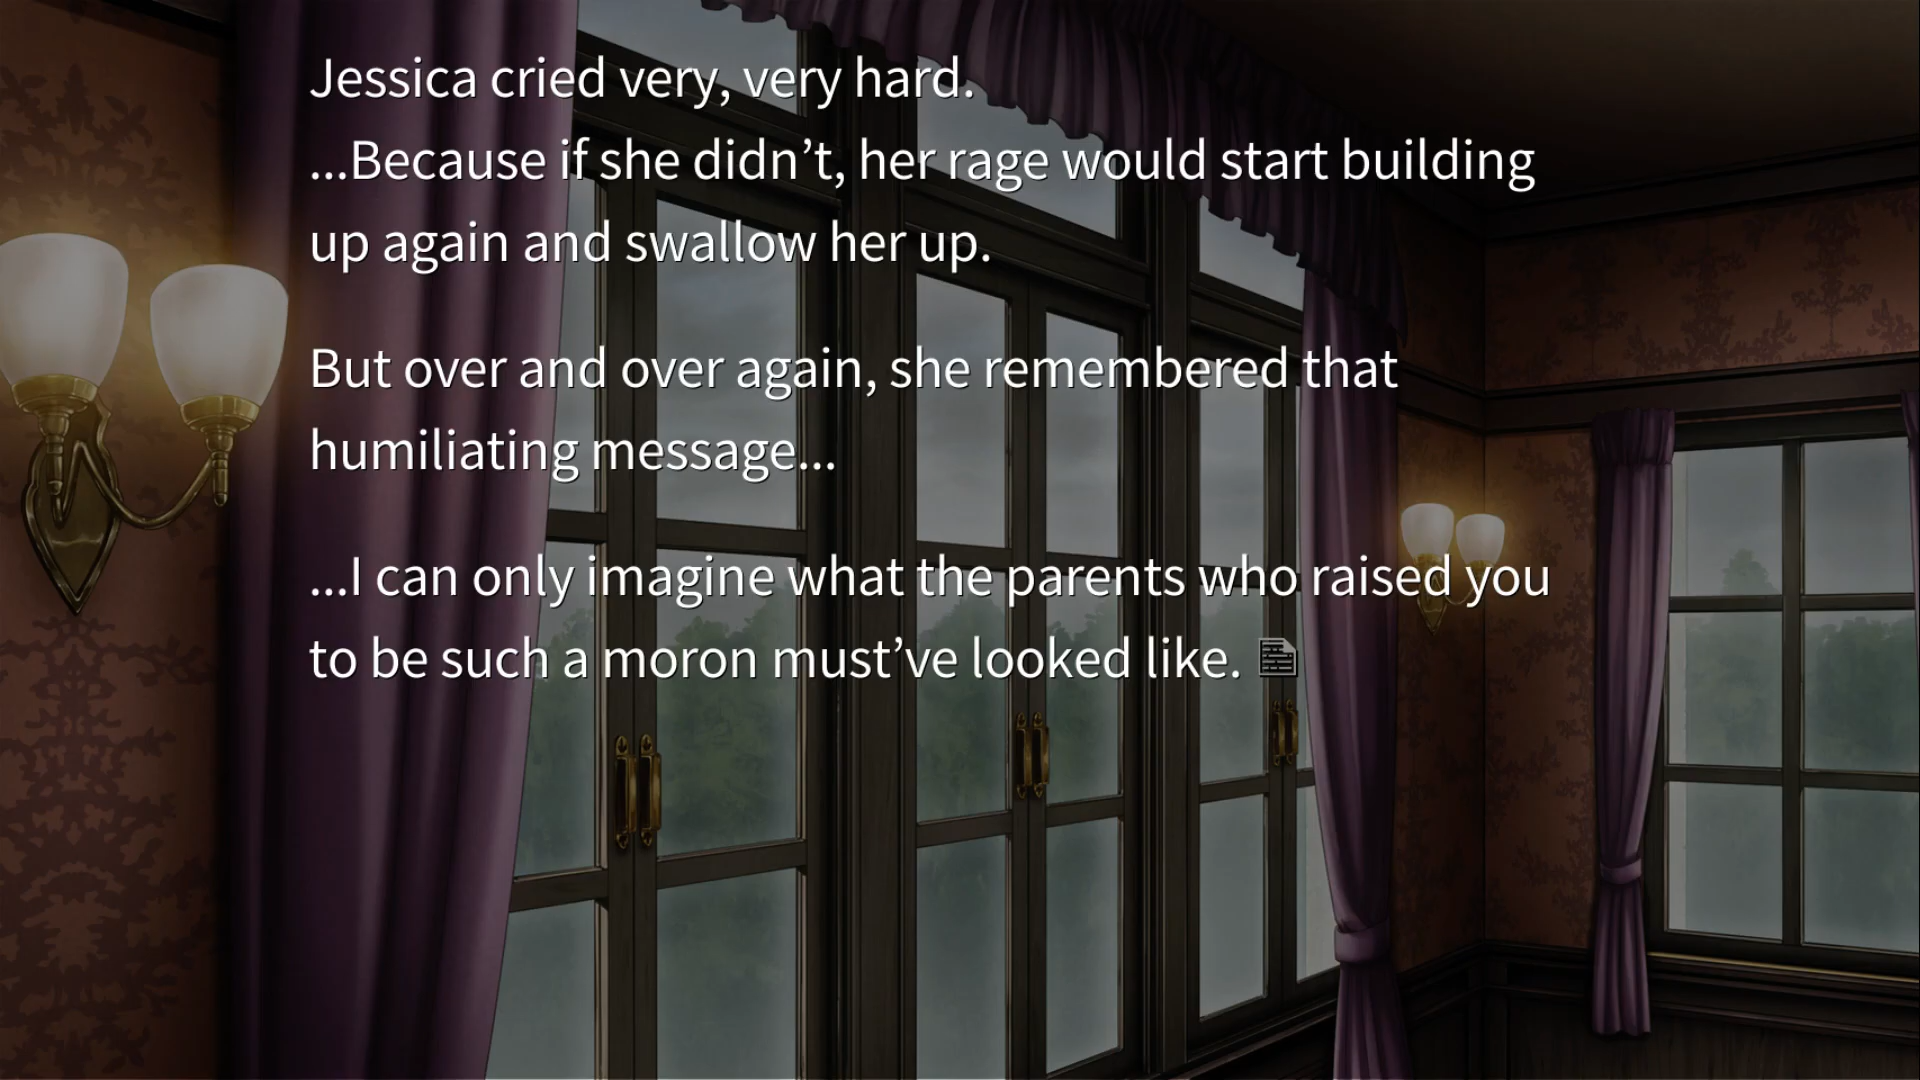 Jessica cried very, very hard.
...Because if she didn’t, her rage would start building
up again and swallow her up.
But over and over again, she remembered that
humiliating message...
...I can only imagine what the parents who raised you
to be such a moron must’ve looked like.